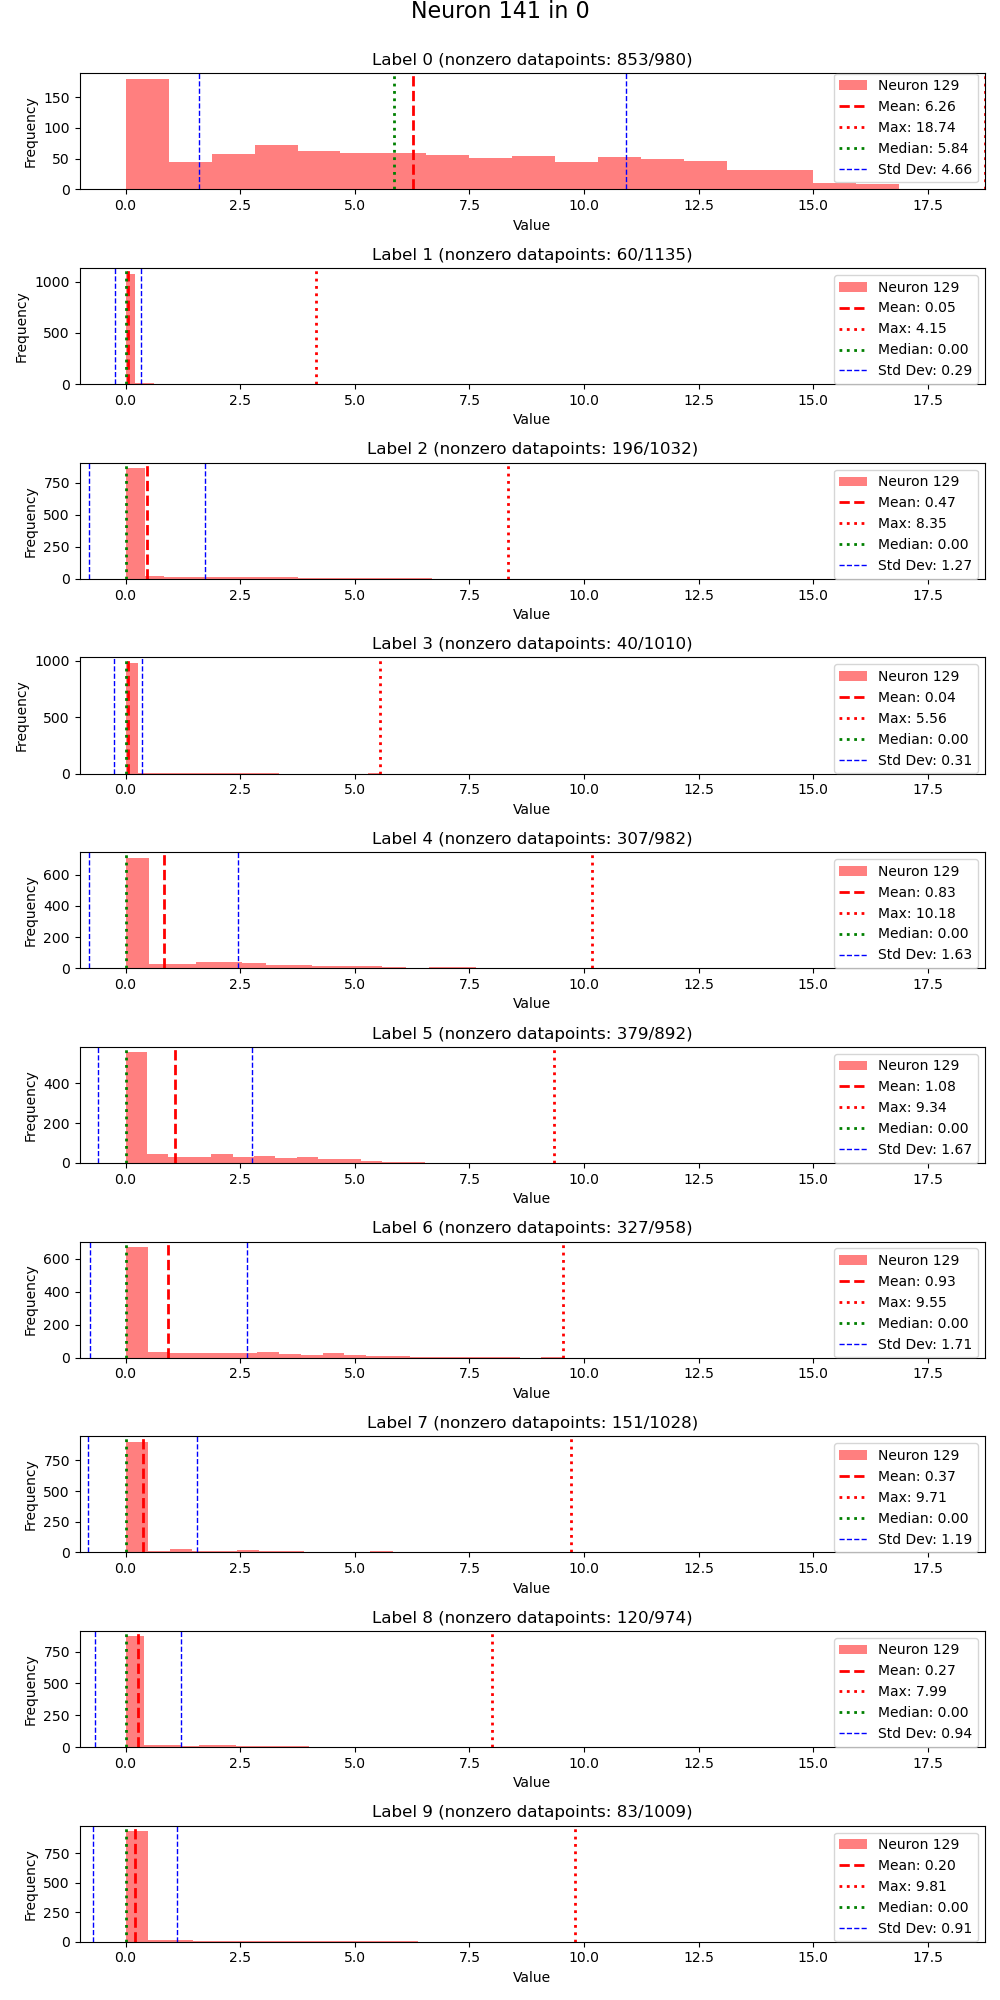 Neuron 141 in 0
Label 0 (nonzero datapoints: 853/980)
Frequency
150
100
50
0
Neuron 129
Mean: 6.26
Max: 18.74
Median: 5.84
Std Dev: 4.66
0.0 2.5 5.0 7.5 10.0 12.5 15.0 17.5
Value
Label 1 (nonzero datapoints: 60/1135)
Frequency
1000
500
0
Neuron 129
Mean: 0.05
Max: 4.15
Median: 0.00
Std Dev: 0.29
0.0 2.5 5.0 7.5 10.0 12.5 15.0 17.5
Value
Label 2 (nonzero datapoints: 196/1032)
Frequency
750
500
250
0
Neuron 129
Mean: 0.47
Max: 8.35
Median: 0.00
Std Dev: 1.27
0.0 2.5 5.0 7.5 10.0 12.5 15.0 17.5
Value
Label 3 (nonzero datapoints: 40/1010)
Frequency
1000
500
0
Neuron 129
Mean: 0.04
Max: 5.56
Median: 0.00
Std Dev: 0.31
0.0 2.5 5.0 7.5 10.0 12.5 15.0 17.5
Value
Label 4 (nonzero datapoints: 307/982)
Frequency
600
400
200
0
Neuron 129
Mean: 0.83
Max: 10.18
Median: 0.00
Std Dev: 1.63
0.0 2.5 5.0 7.5 10.0 12.5 15.0 17.5
Value
Label 5 (nonzero datapoints: 379/892)
Frequency
400
200
0
Neuron 129
Mean: 1.08
Max: 9.34
Median: 0.00
Std Dev: 1.67
0.0 2.5 5.0 7.5 10.0 12.5 15.0 17.5
Value
Label 6 (nonzero datapoints: 327/958)
Frequency
600
400
200
0
Neuron 129
Mean: 0.93
Max: 9.55
Median: 0.00
Std Dev: 1.71
0.0 2.5 5.0 7.5 10.0 12.5 15.0 17.5
Value
Label 7 (nonzero datapoints: 151/1028)
Frequency
750
500
250
0
Neuron 129
Mean: 0.37
Max: 9.71
Median: 0.00
Std Dev: 1.19
0.0 2.5 5.0 7.5 10.0 12.5 15.0 17.5
Value
Label 8 (nonzero datapoints: 120/974)
Frequency
750
500
250
0
Neuron 129
Mean: 0.27
Max: 7.99
Median: 0.00
Std Dev: 0.94
0.0 2.5 5.0 7.5 10.0 12.5 15.0 17.5
Value
Label 9 (nonzero datapoints: 83/1009)
Frequency
750
500
250
0
Neuron 129
Mean: 0.20
Max: 9.81
Median: 0.00
Std Dev: 0.91
0.0 2.5 5.0 7.5 10.0 12.5 15.0 17.5
Value